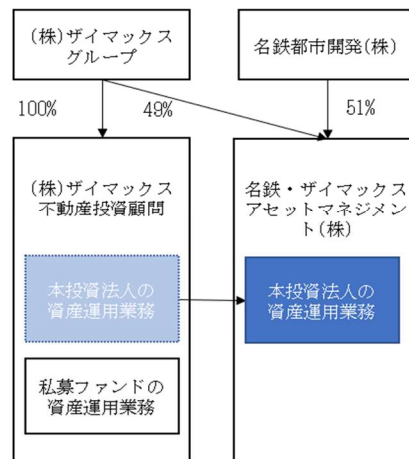 (株)ザイマックス
グループ
名鉄都市開発(株)
100%
49%
51%
(株)ザイマックス
不動産投資顧問
名鉄・ザイマックス
アセットマネジメン
ト(株)
本投資法人の
資産運用業務
本投資法人の
資産運用業務
私募ファンドの
資産運用業務